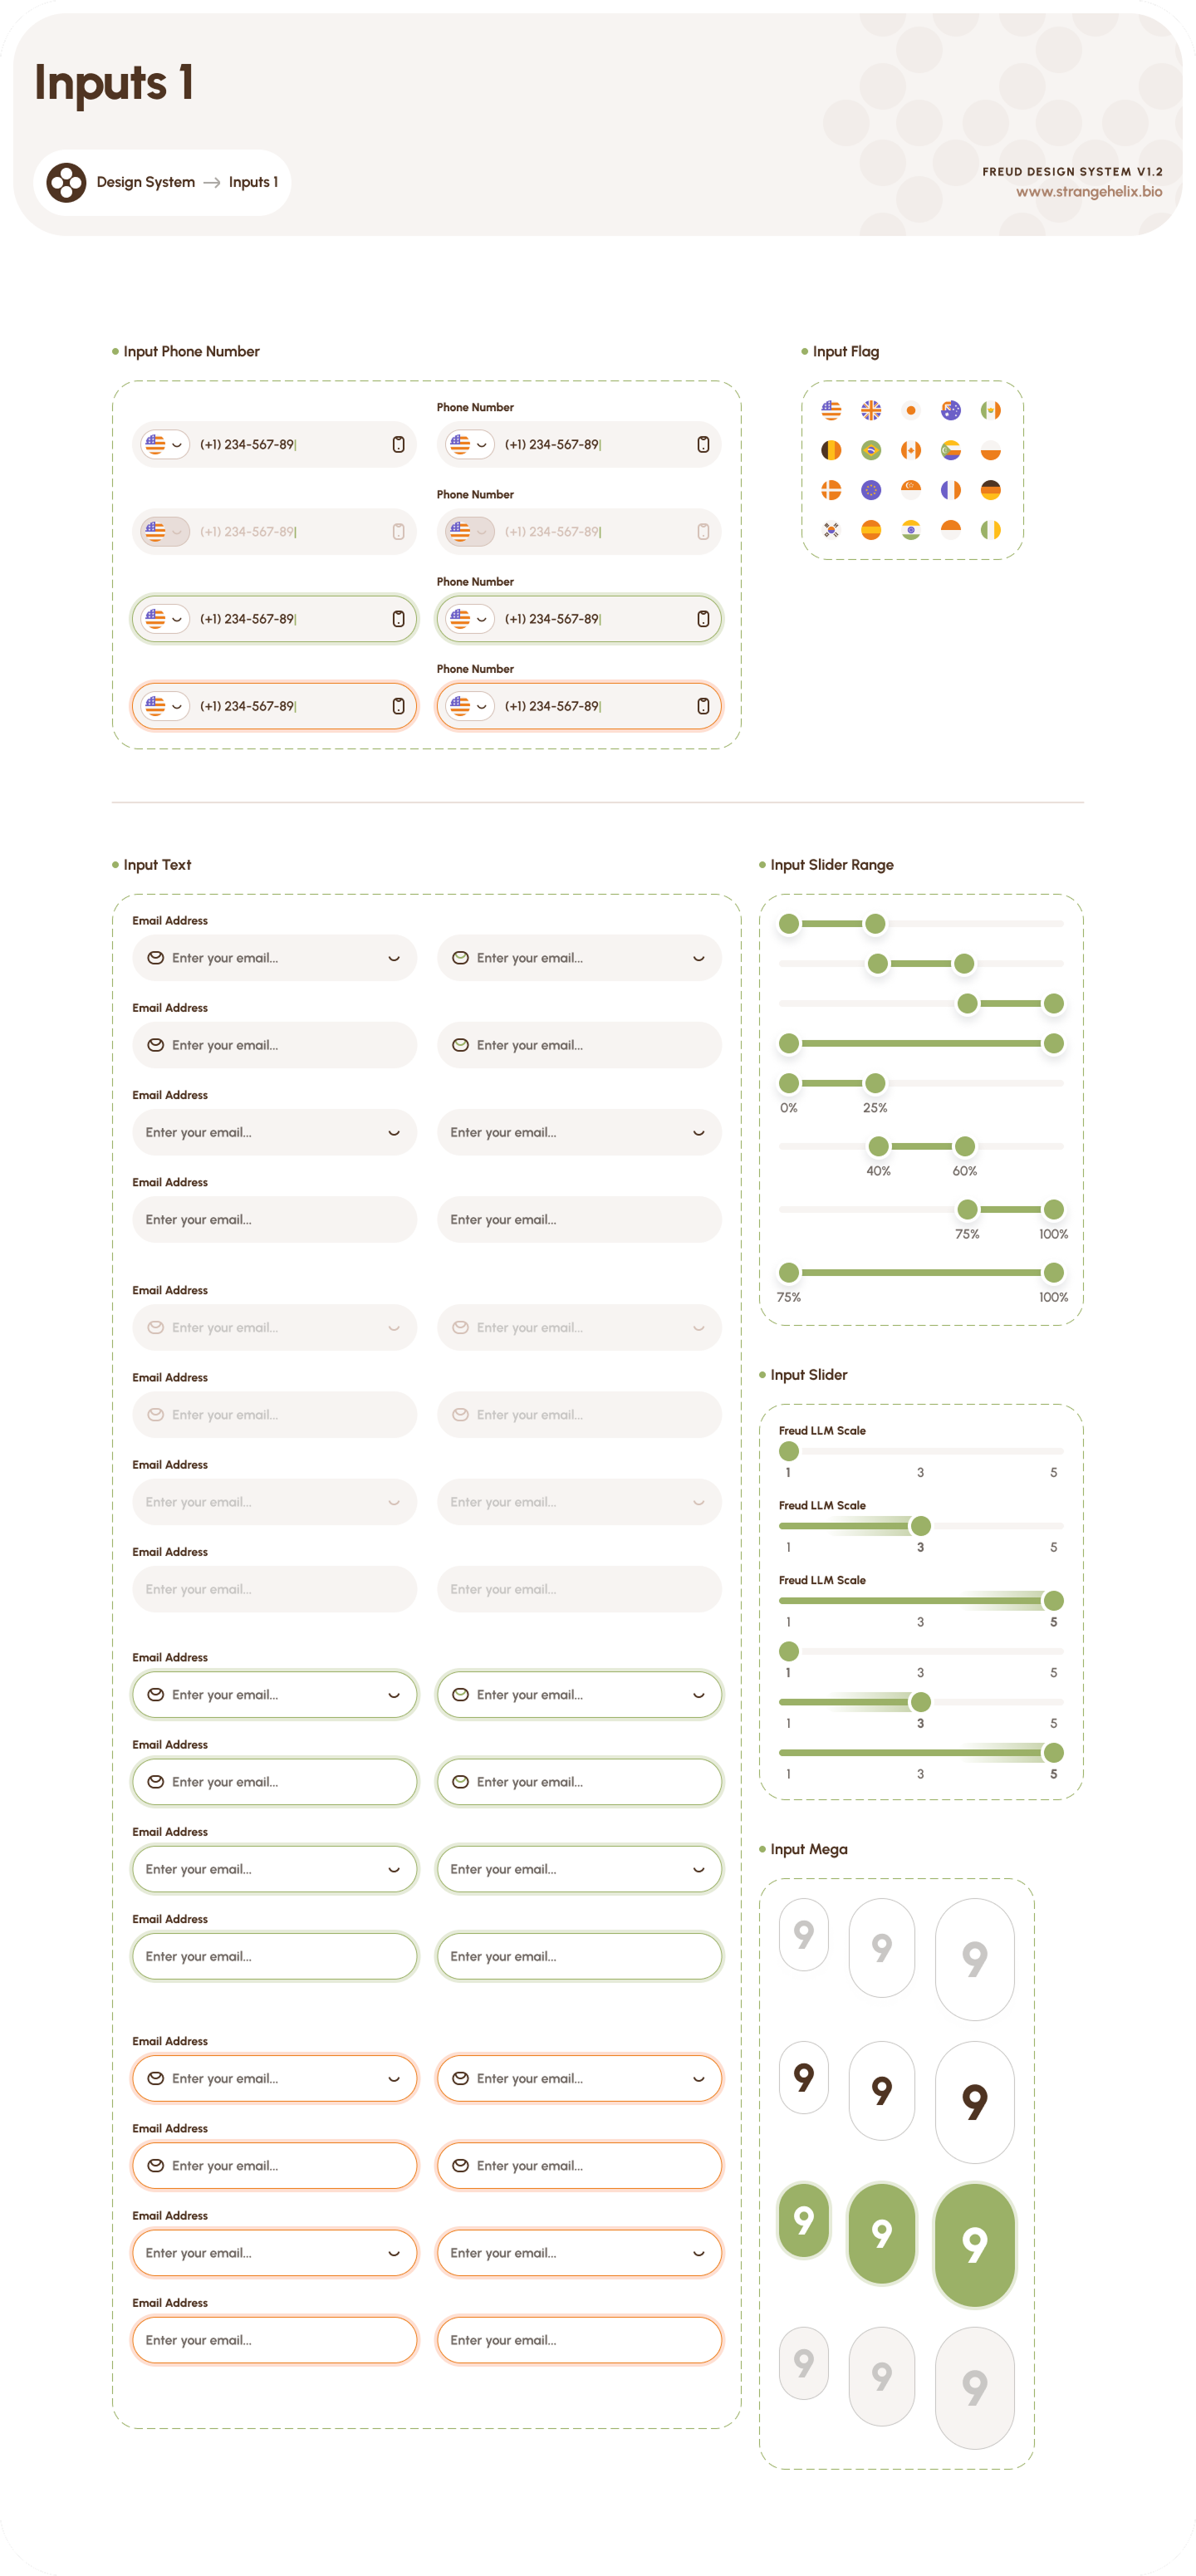 Inputs 1
Design System → Inputs 1
FREUD DESIGN SYSTEM V1.2
www.strangehelix.bio
Input Phone Number
Phone Number
(+1) 234-567-89
(+1) 234-567-89
Phone Number
(+1) 234-567-89
(+1) 234-567-89
Phone Number
(+1) 234-567-89
(+1) 234-567-89
Phone Number
(+1) 234-567-89
(+1) 234-567-89
Input Flag
Input Text
Email Address
Enter your email...
Enter your email...
Email Address
Enter your email...
Enter your email...
Email Address
Enter your email...
Enter your email...
Email Address
Enter your email...
Enter your email...
Email Address
Enter your email...
Enter your email...
Email Address
Enter your email...
Enter your email...
Email Address
Enter your email...
Enter your email...
Email Address
Enter your email...
Enter your email...
Email Address
Enter your email...
Enter your email...
Email Address
Enter your email...
Enter your email...
Email Address
Enter your email...
Enter your email...
Email Address
Enter your email...
Enter your email...
Email Address
Enter your email...
Enter your email...
Email Address
Enter your email...
Enter your email...
Email Address
Enter your email...
Enter your email...
Email Address
Enter your email...
Enter your email...
Input Slider Range
0% 25%
40% 60%
75% 100%
75% 100%
Input Slider
Freud LLM Scale
1 3 5
Freud LLM Scale
1 3 5
Freud LLM Scale
1 3 5
1 3 5
1 3 5
1 3 5
Input Mega
9 9 9
9 9 9
9 9 9
9 9 9